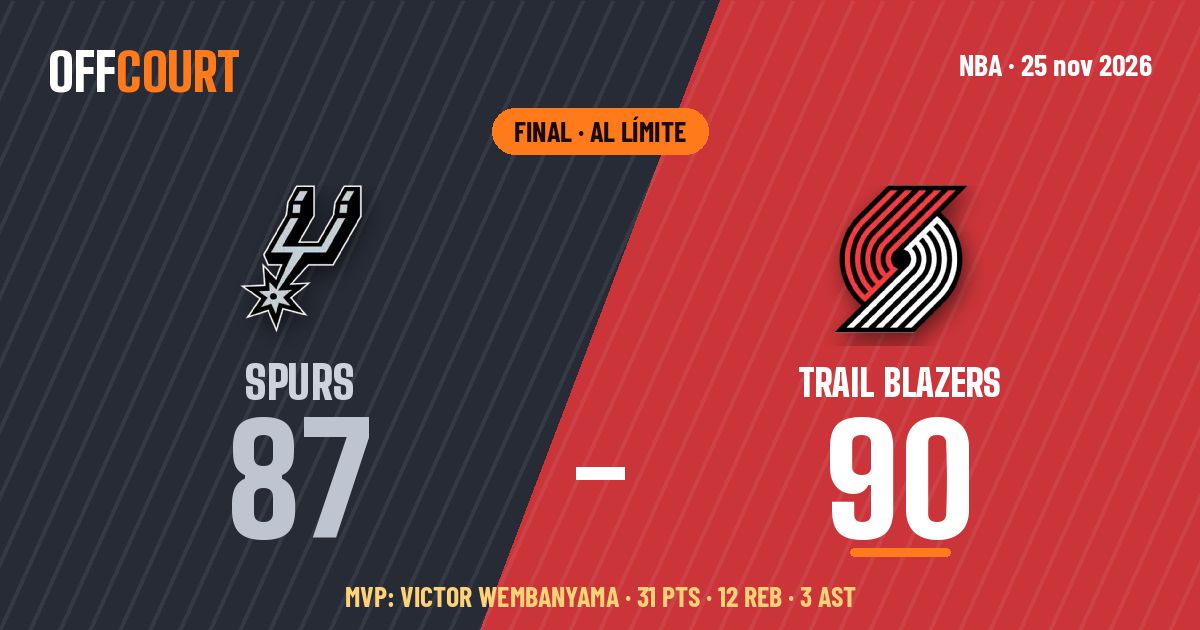 OFFCOURT
NBA · 25 nov 2026
FINAL · AL LÍMITE
SPURS
TRAIL BLAZERS
87 – 90
MVP: VICTOR WEMBANYAMA · 31 PTS · 12 REB · 3 AST